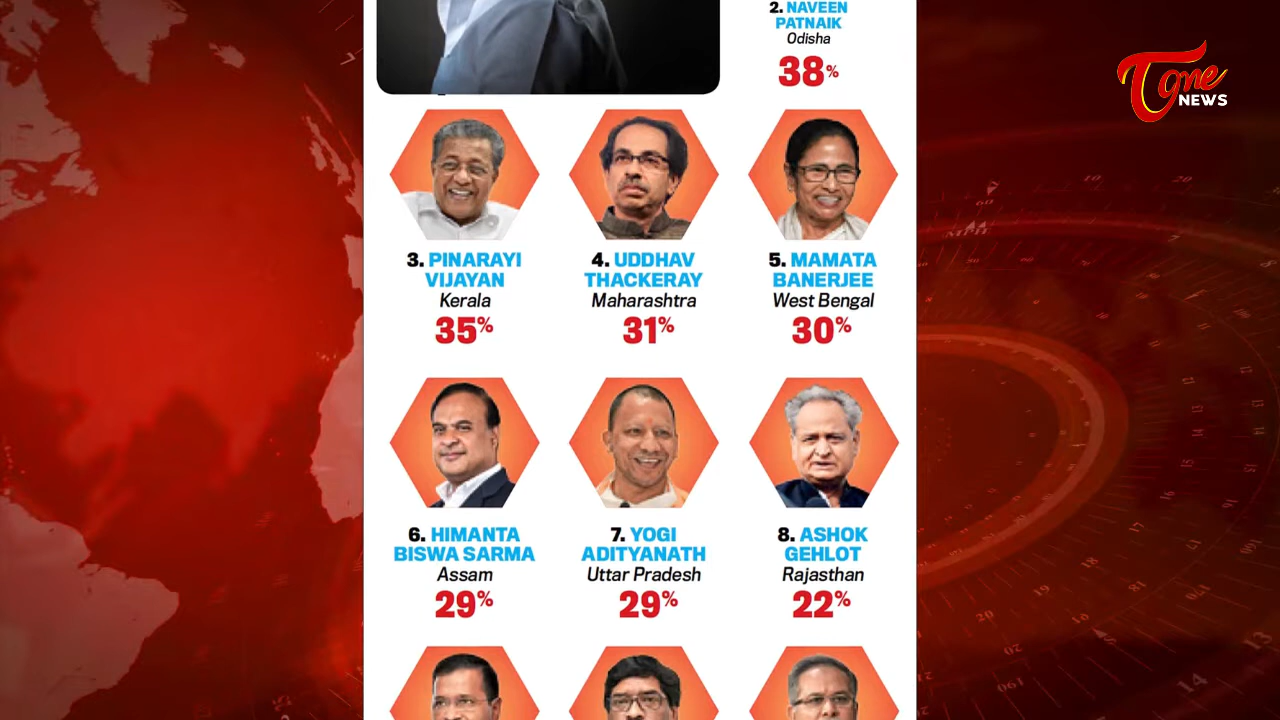 2. NAVEEN
PATNAIK
Odisha
38%
Tone
NEWS
3. PINARAYI
VIJAYAN
Kerala
35%
4. UDDHAV
THACKERAY
Maharashtra
31%
5. MAMATA
BANERJEE
West Bengal
30%
6. HIMANTA
BISWA SARMA
Assam
29%
7. YOGI
ADITYANATH
Uttar Pradesh
29%
8. ASHOK
GEHLOT
Rajasthan
22%